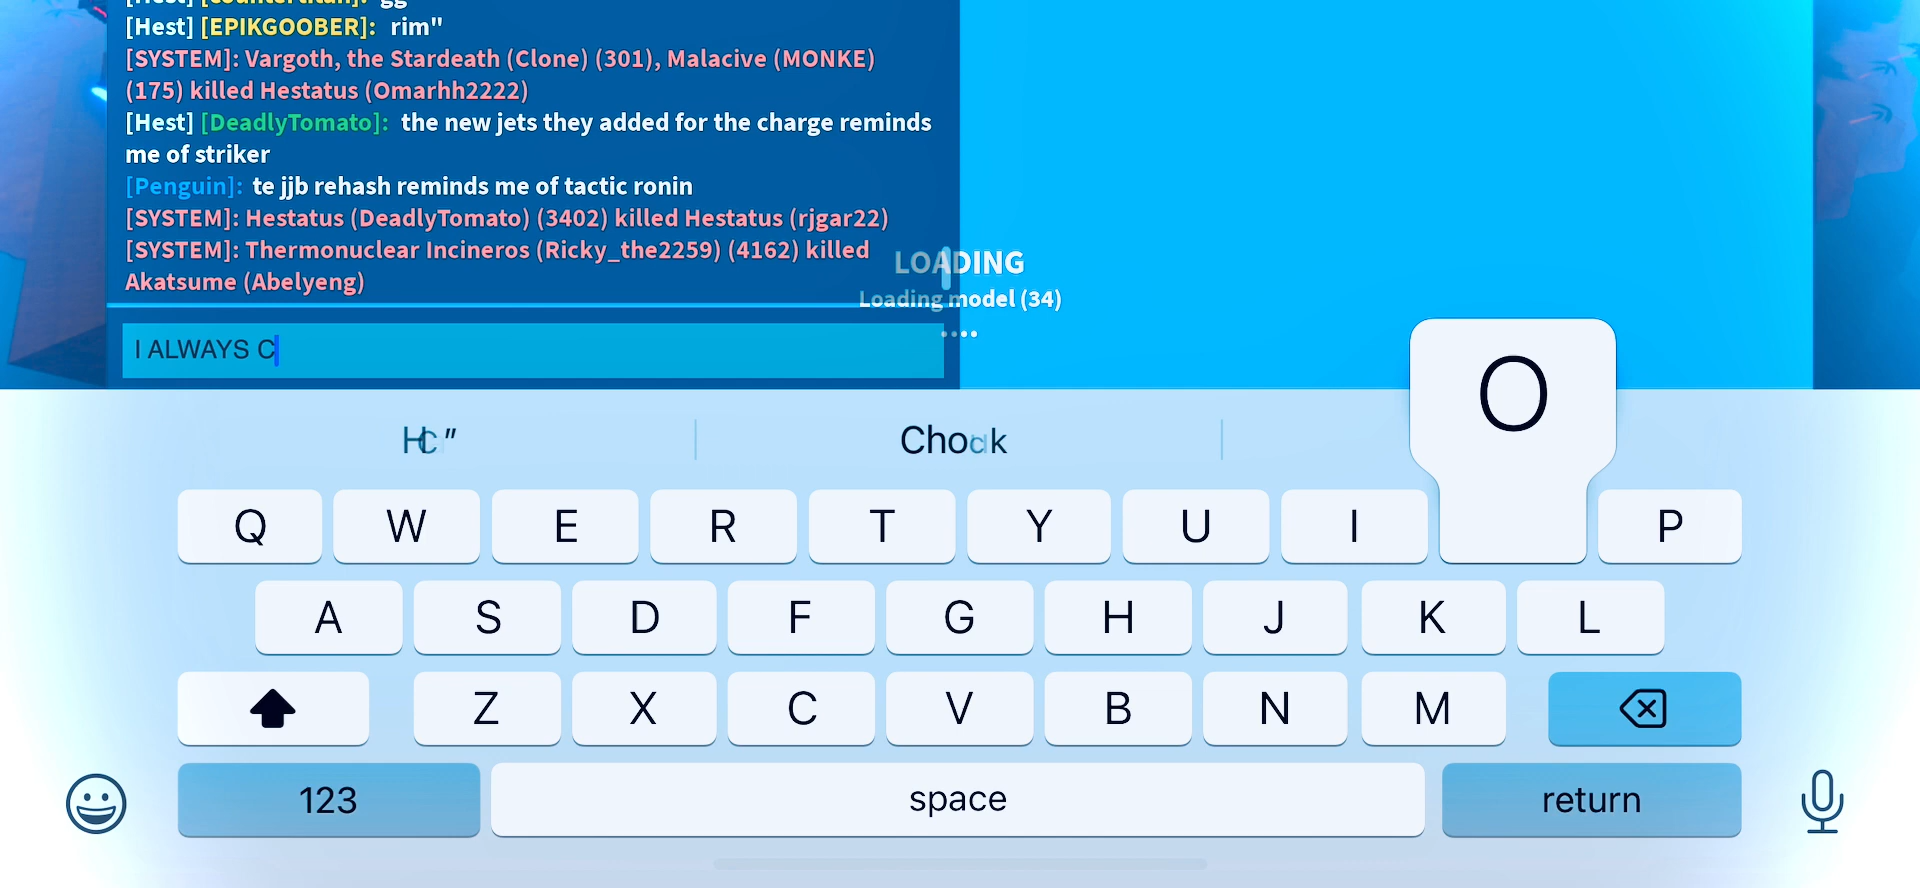 [Hest] [countertitan]: gg
[Hest] [EPIKGOOBER]: rim"
[SYSTEM]: Vargoth, the Stardeath (Clone) (301), Malacive (MONKE)
(175) killed Hestatus (Omarhh2222)
[Hest] [DeadlyTomato]: the new jets they added for the charge reminds
me of striker
[Penguin]: te jjb rehash reminds me of tactic ronin
[SYSTEM]: Hestatus (DeadlyTomato) (3402) killed Hestatus (rjgar22)
[SYSTEM]: Thermonuclear Incineros (Ricky_the2259) (4162) killed
Akatsume (Abelyeng)
LOADING
Loading model (34)
I ALWAYS C
O
Q W E R T Y U I P
A S D F G H J K L
Z X C V B N M
123 space return